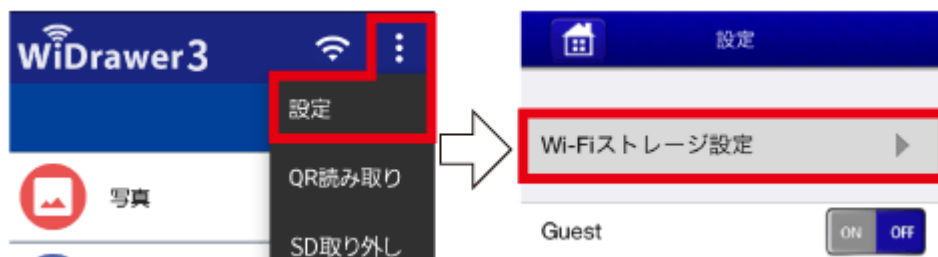 WiDrawer3
設定
QR読み取り
写真
SD取り外し
設定
Wi-Fiストレージ設定
Guest
ON OFF